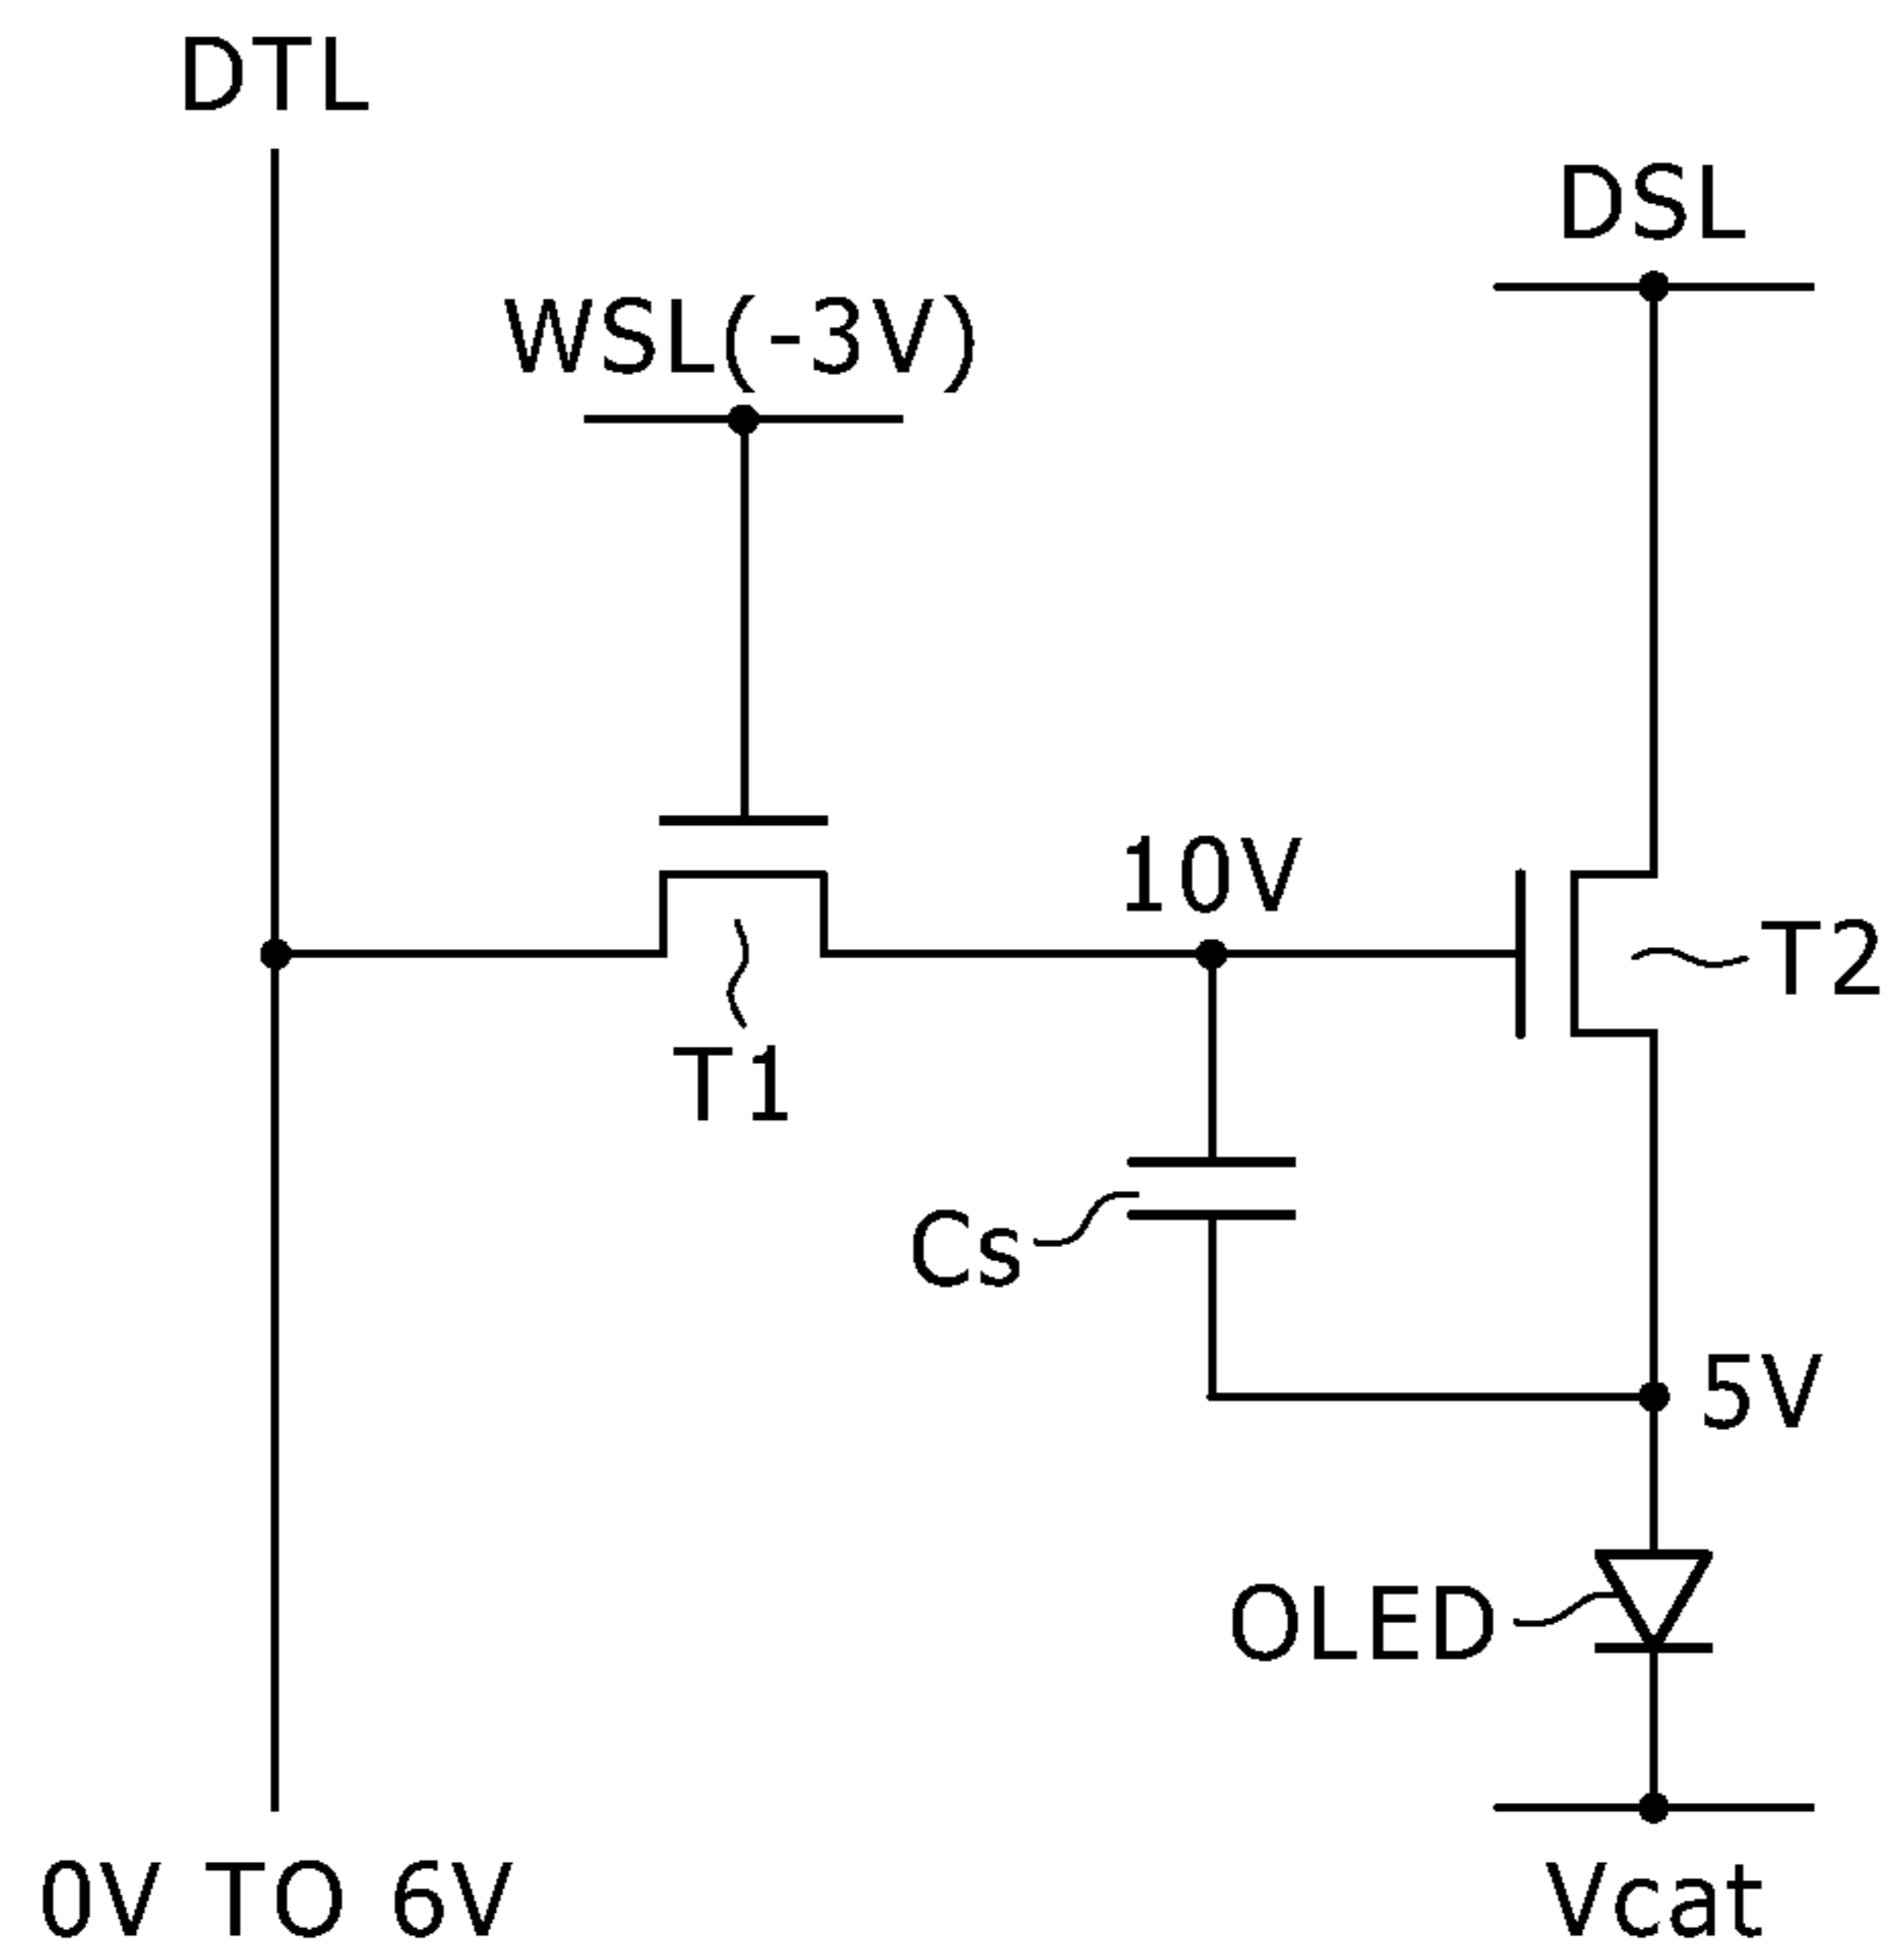 DTL
DSL
WSL(-3V)
10V
T2
T1
Cs
5V
OLED
0V TO 6V
Vcat